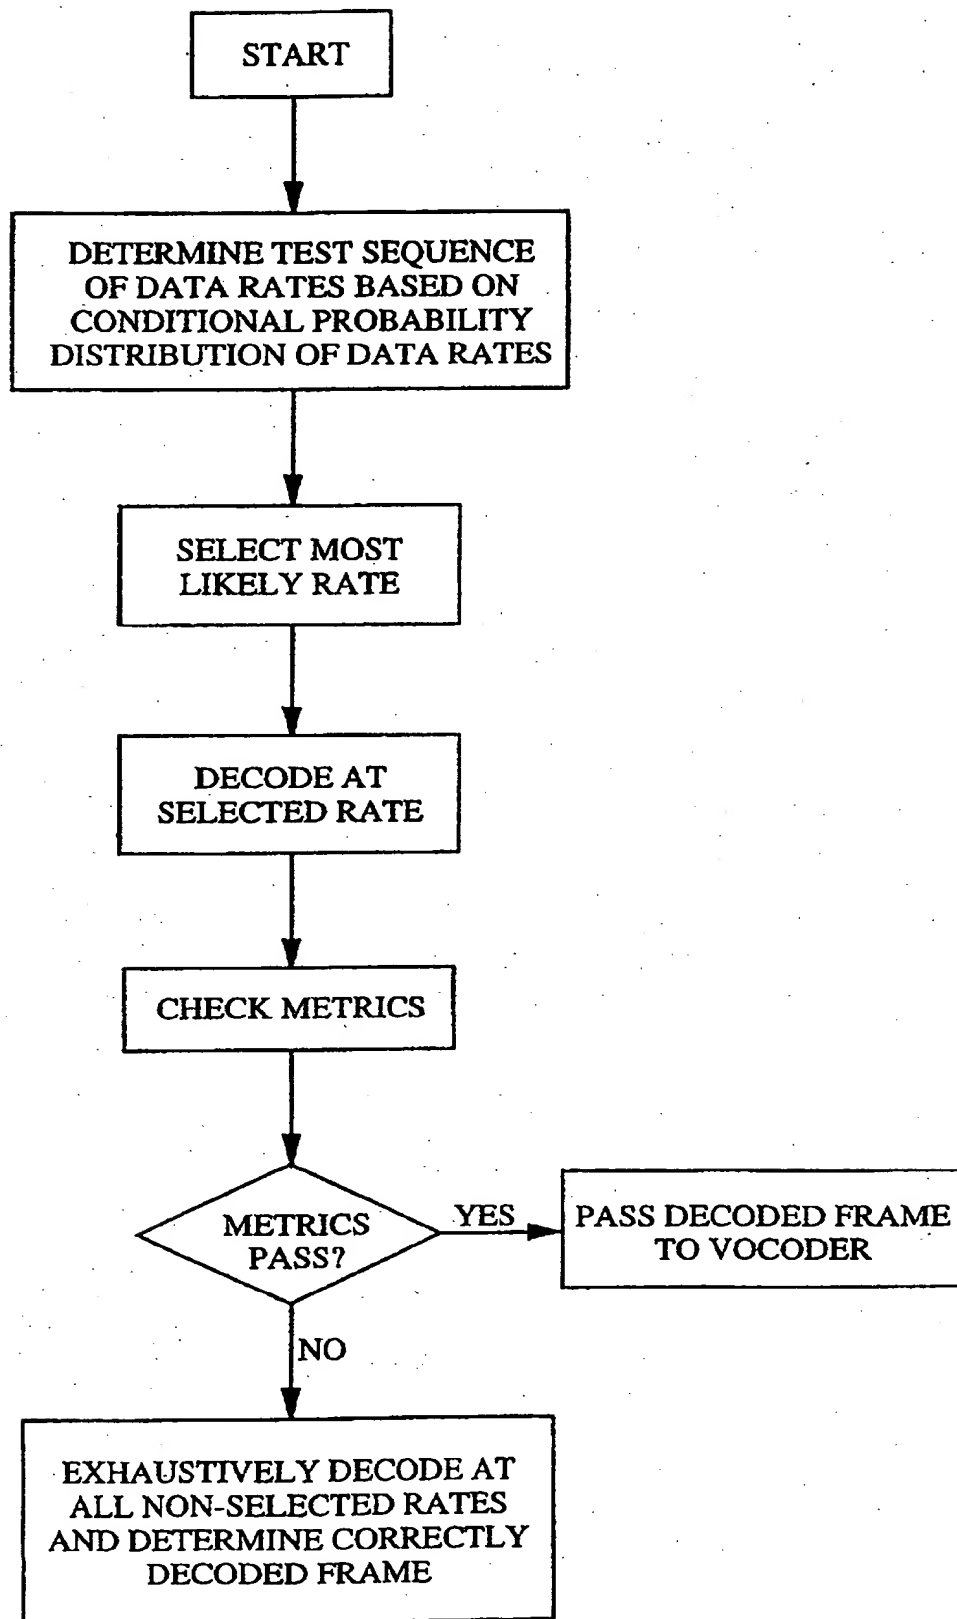 START
DETERMINE TEST SEQUENCE
OF DATA RATES BASED ON
CONDITIONAL PROBABILITY
DISTRIBUTION OF DATA RATES
SELECT MOST
LIKELY RATE
DECODE AT
SELECTED RATE
CHECK METRICS
METRICS
PASS?
YES
PASS DECODED FRAME
TO VOCODER
NO
EXHAUSTIVELY DECODE AT
ALL NON-SELECTED RATES
AND DETERMINE CORRECTLY
DECODED FRAME